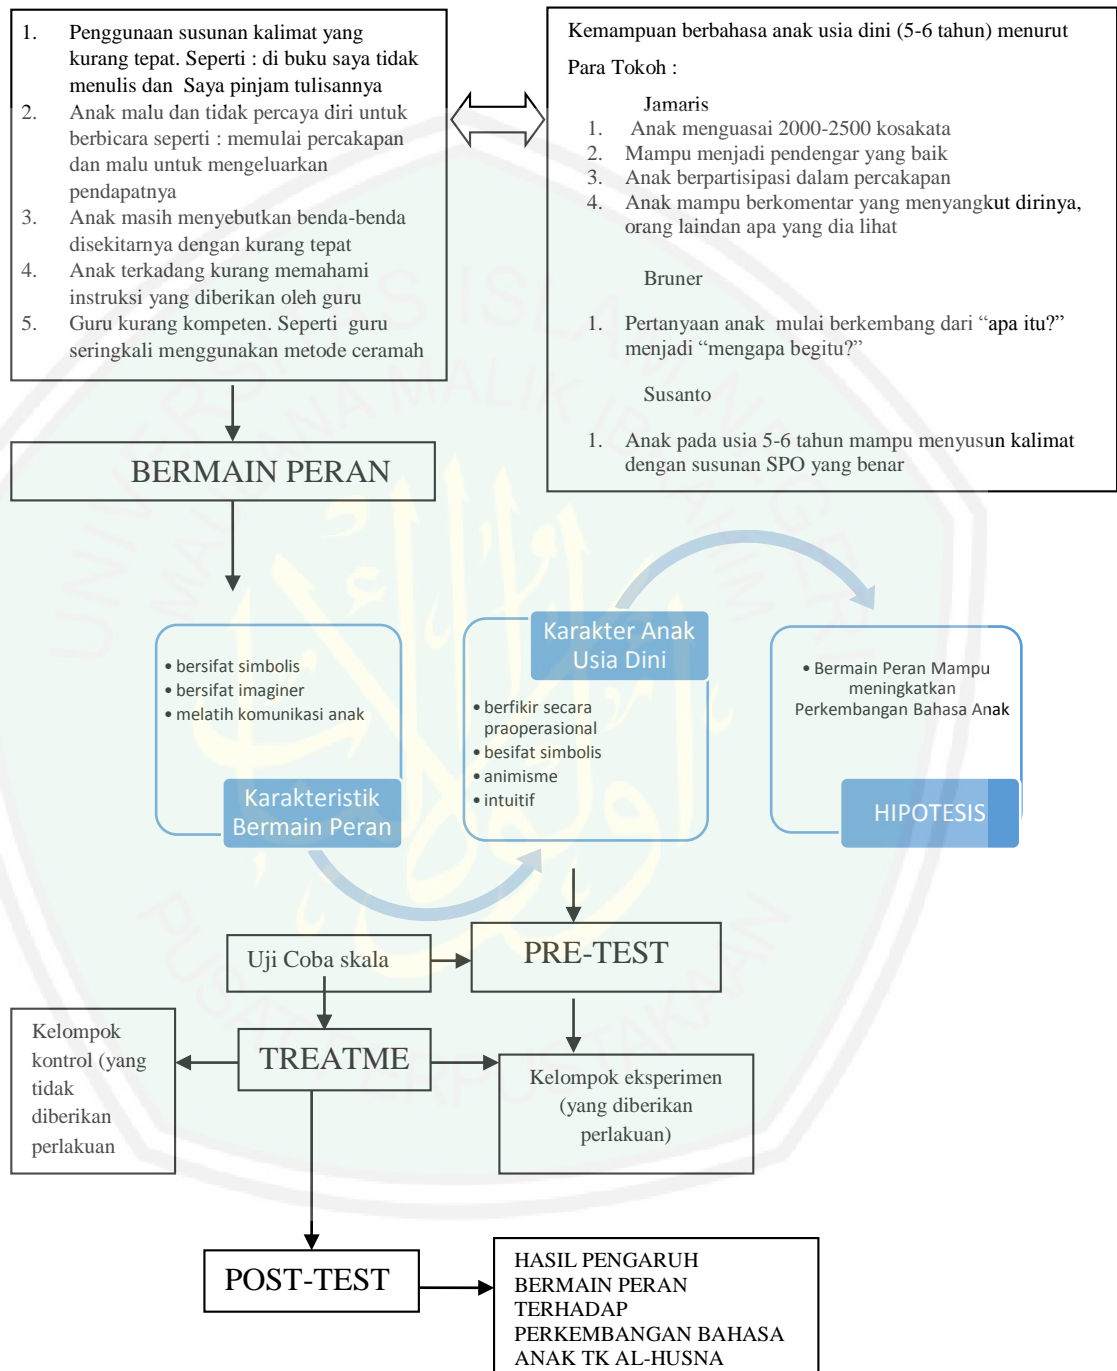 1. Penggunaan susunan kalimat yang
kurang tepat. Seperti : di buku saya tidak
menulis dan Saya pinjam tulisannya
2. Anak malu dan tidak percaya diri untuk
berbicara seperti : memulai percakapan
dan malu untuk mengeluarkan
pendapatnya
3. Anak masih menyebutkan benda-benda
disekitarnya dengan kurang tepat
4. Anak terkadang kurang memahami
instruksi yang diberikan oleh guru
5. Guru kurang kompeten. Seperti guru
seringkali menggunakan metode ceramah
Kemampuan berbahasa anak usia dini (5-6 tahun) menurut
Para Tokoh :
Jamaris
1. Anak menguasai 2000-2500 kosakata
2. Mampu menjadi pendengar yang baik
3. Anak berpartisipasi dalam percakapan
4. Anak mampu berkomentar yang menyangkut dirinya,
orang laindan apa yang dia lihat
Bruner
1. Pertanyaan anak mulai berkembang dari “apa itu?”
menjadi “mengapa begitu?”
Susanto
1. Anak pada usia 5-6 tahun mampu menyusun kalimat
dengan susunan SPO yang benar
BERMAIN PERAN
• bersifat simbolis
• bersifat imaginer
• melatih komunikasi anak
Karakteristik
Bermain Peran
Karakter Anak
Usia Dini
• berfikir secara
praoperasional
• besifat simbolis
• animisme
• intuitif
• Bermain Peran Mampu
meningkatkan
Perkembangan Bahasa Anak
HIPOTESIS
Uji Coba skala
PRE-TEST
Kelompok
kontrol (yang
tidak
diberikan
perlakuan
TREATME
Kelompok eksperimen
(yang diberikan
perlakuan)
POST-TEST
HASIL PENGARUH
BERMAIN PERAN
TERHADAP
PERKEMBANGAN BAHASA
ANAK TK AL-HUSNA
UNIVERSITAS ISLAM NEGERI
MAULANA MALIK IBRAHIM
PUSAT PERPUSTAKAAN